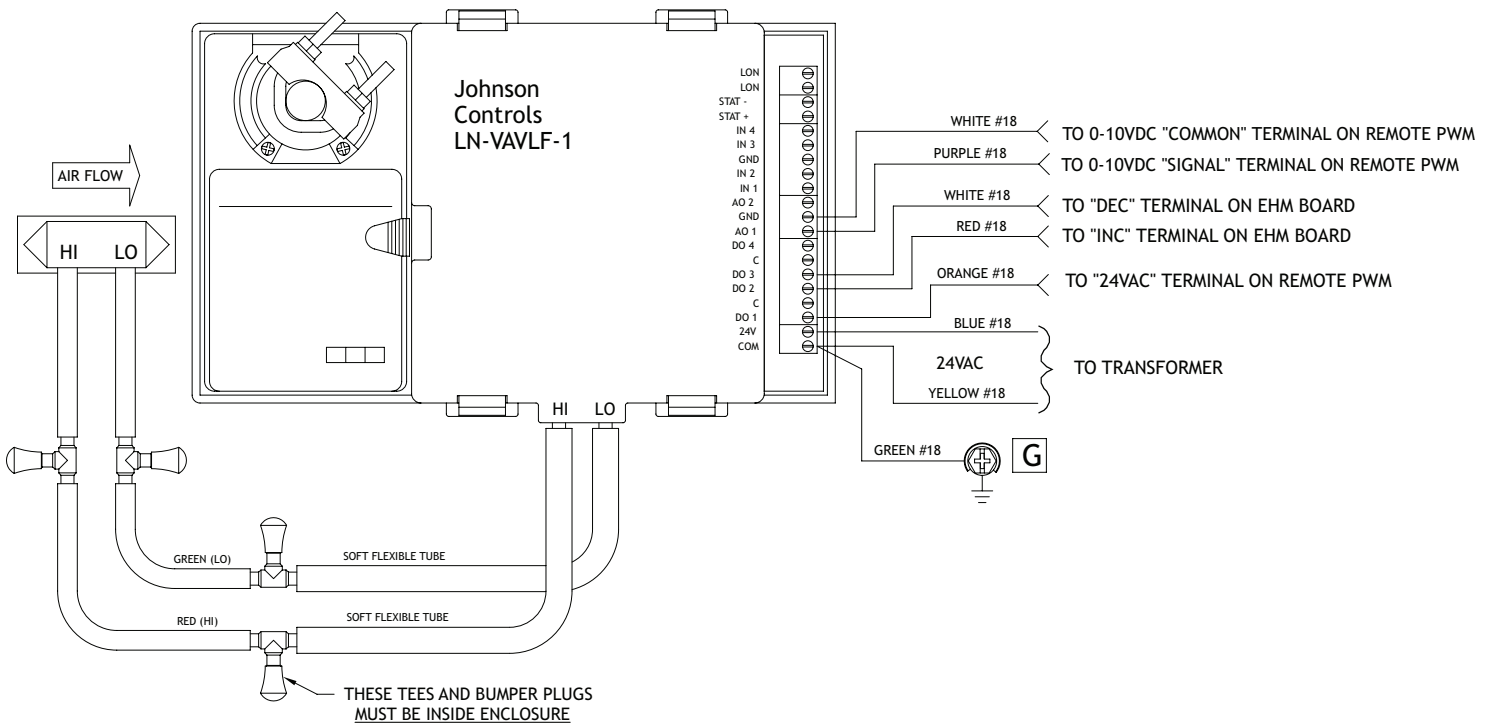 Johnson
Controls
LN-VAVLF-1
AIR FLOW
HI LO
LON
LON
STAT -
STAT +
IN 4
IN 3
GND
IN 2
IN 1
AO 2
GND
AO 1
DO 4
C
DO 3
DO 2
C
DO 1
24V
COM
WHITE #18
TO 0-10VDC "COMMON" TERMINAL ON REMOTE PWM
PURPLE #18
TO 0-10VDC "SIGNAL" TERMINAL ON REMOTE PWM
WHITE #18
TO "DEC" TERMINAL ON EHM BOARD
RED #18
TO "INC" TERMINAL ON EHM BOARD
ORANGE #18
TO "24VAC" TERMINAL ON REMOTE PWM
BLUE #18
24VAC
TO TRANSFORMER
YELLOW #18
GREEN #18
G
HI LO
GREEN (LO)
SOFT FLEXIBLE TUBE
RED (HI)
SOFT FLEXIBLE TUBE
THESE TEES AND BUMPER PLUGS
MUST BE INSIDE ENCLOSURE